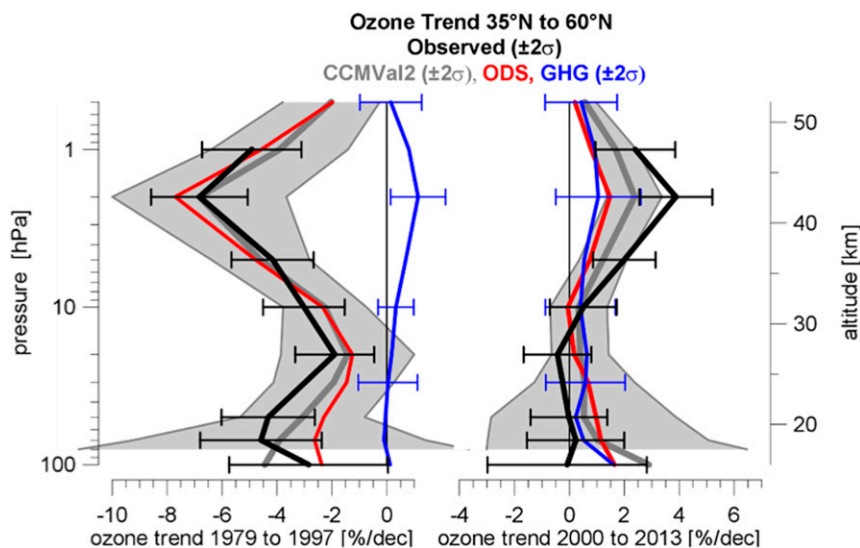 Ozone Trend 35°N to 60°N
Observed (±2σ)
CCMVal2 (±2σ), ODS, GHG (±2σ)
pressure [hPa]
1
10
100
50
40
30
20
altitude [km]
-10 -8 -6 -4 -2 0 2
-4 -2 0 2 4 6
ozone trend 1979 to 1997 [%/dec]
ozone trend 2000 to 2013 [%/dec]